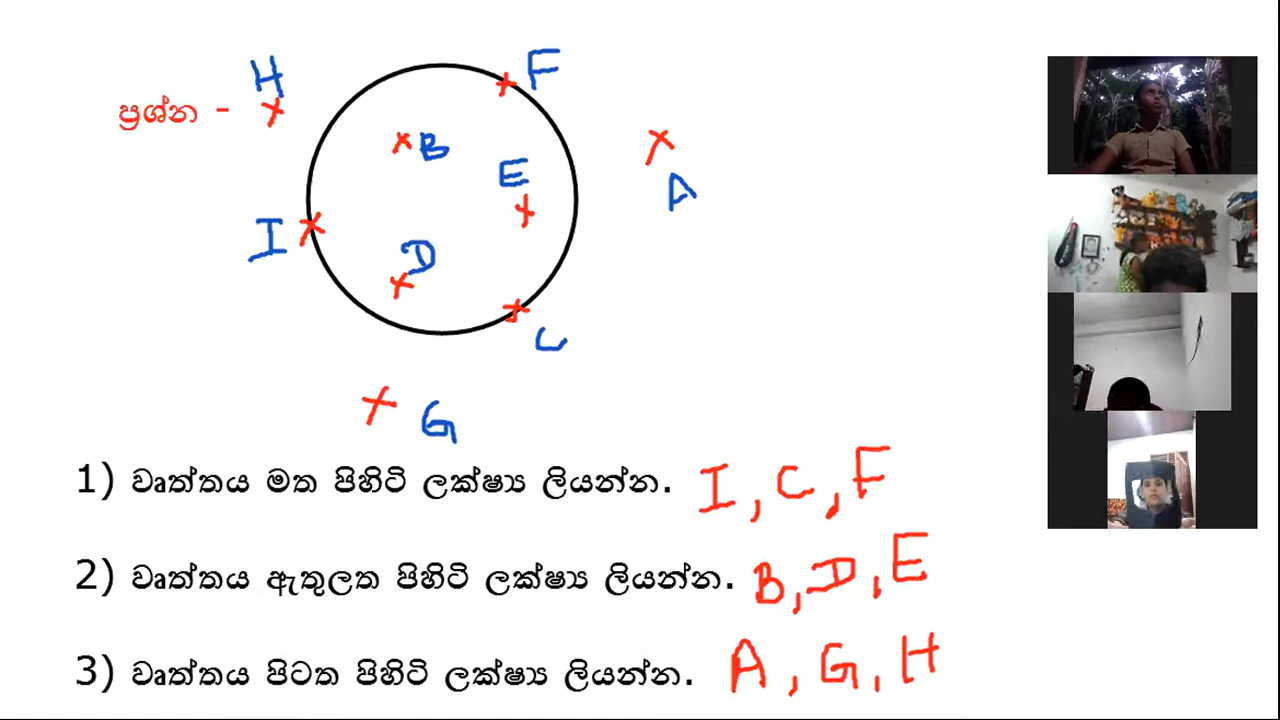 H
F
ප්‍රශ්න -
B
E
A
I
D
C
G
1) වෘත්තය මත පිහිටි ලක්ෂ්‍ය ලියන්න. I, C, F
2) වෘත්තය ඇතුලත පිහිටි ලක්ෂ්‍ය ලියන්න. B, D, E
3) වෘත්තය පිටත පිහිටි ලක්ෂ්‍ය ලියන්න. A, G, H